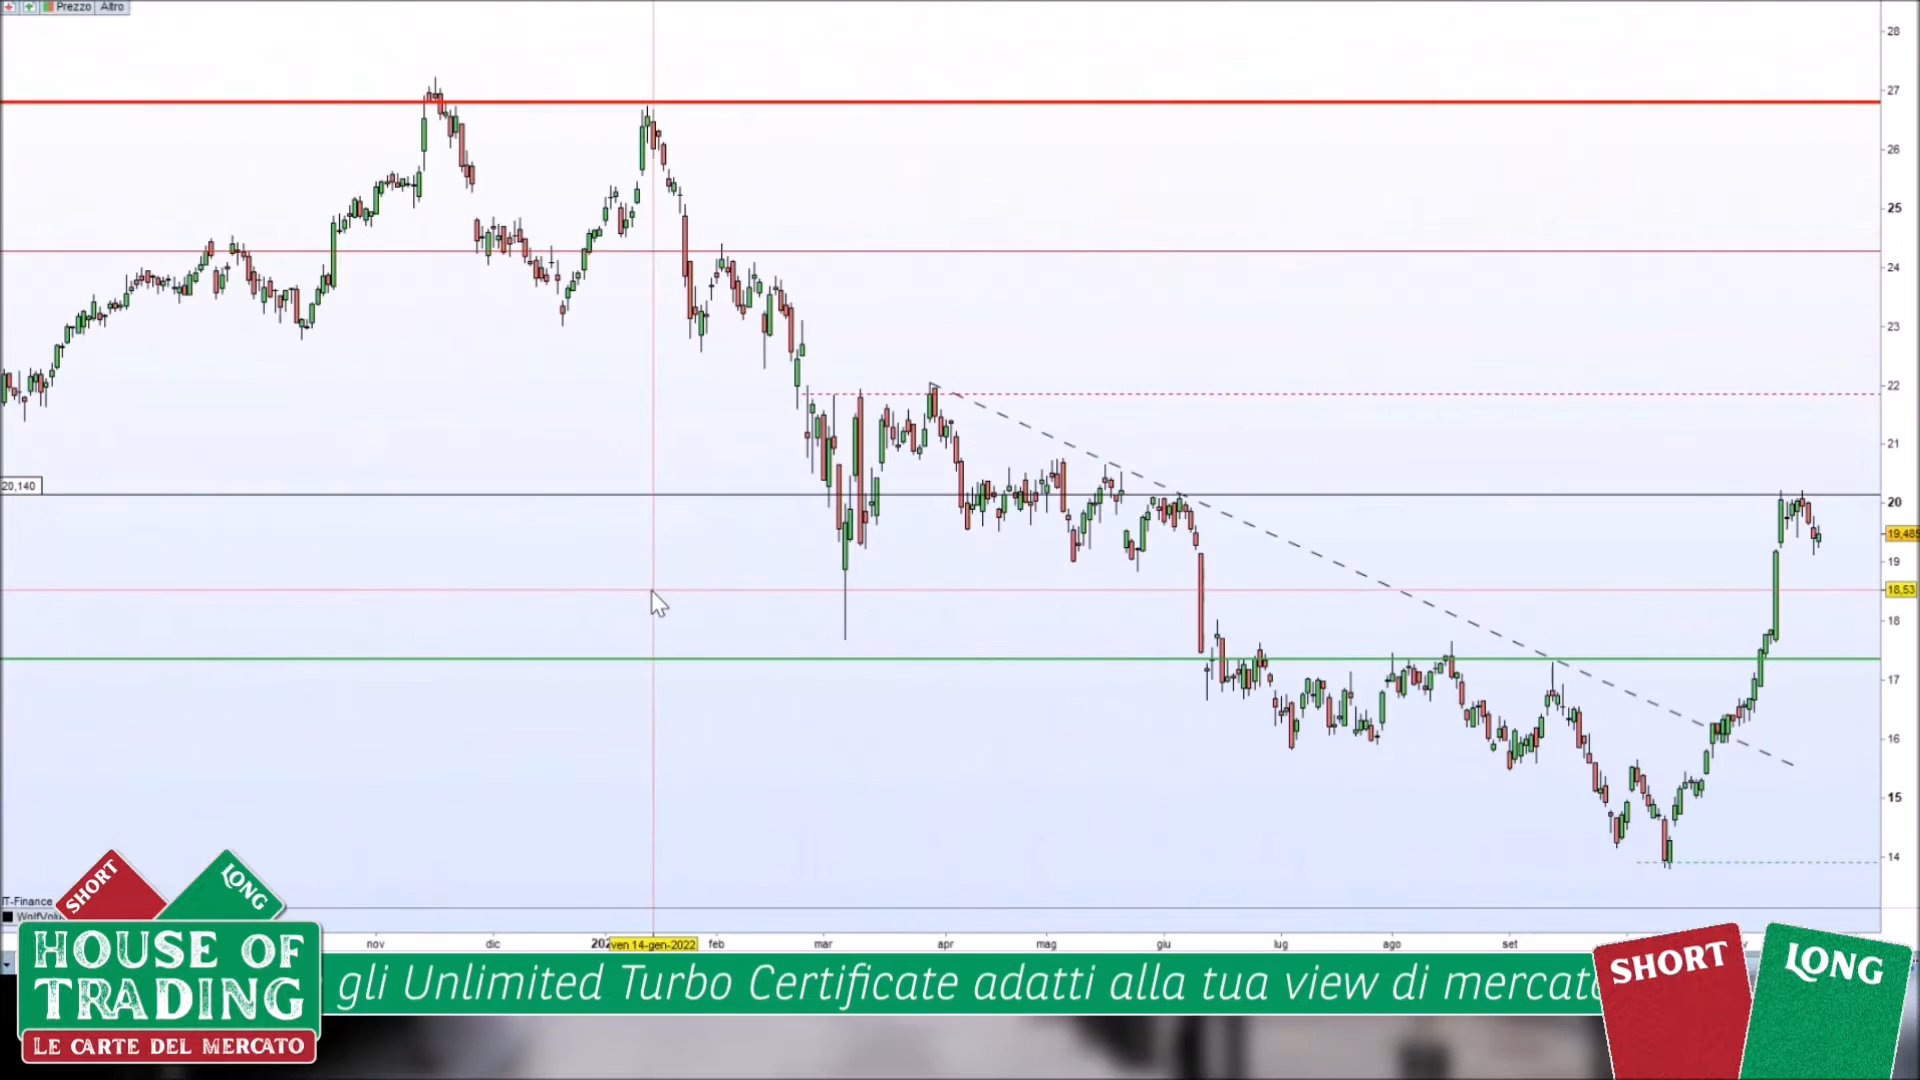 Prezzo Altro
28
27
26
25
24
23
22
21
20,140
20
19,485
19
18,53
18
17
16
15
14
IT-Finance
nov dic ven 14-gen-2022 feb mar apr mag giu lug ago set
SHORT
LONG
HOUSE OF
TRADING
LE CARTE DEL MERCATO
gli Unlimited Turbo Certificate adatti alla tua view di mercato
SHORT
LONG